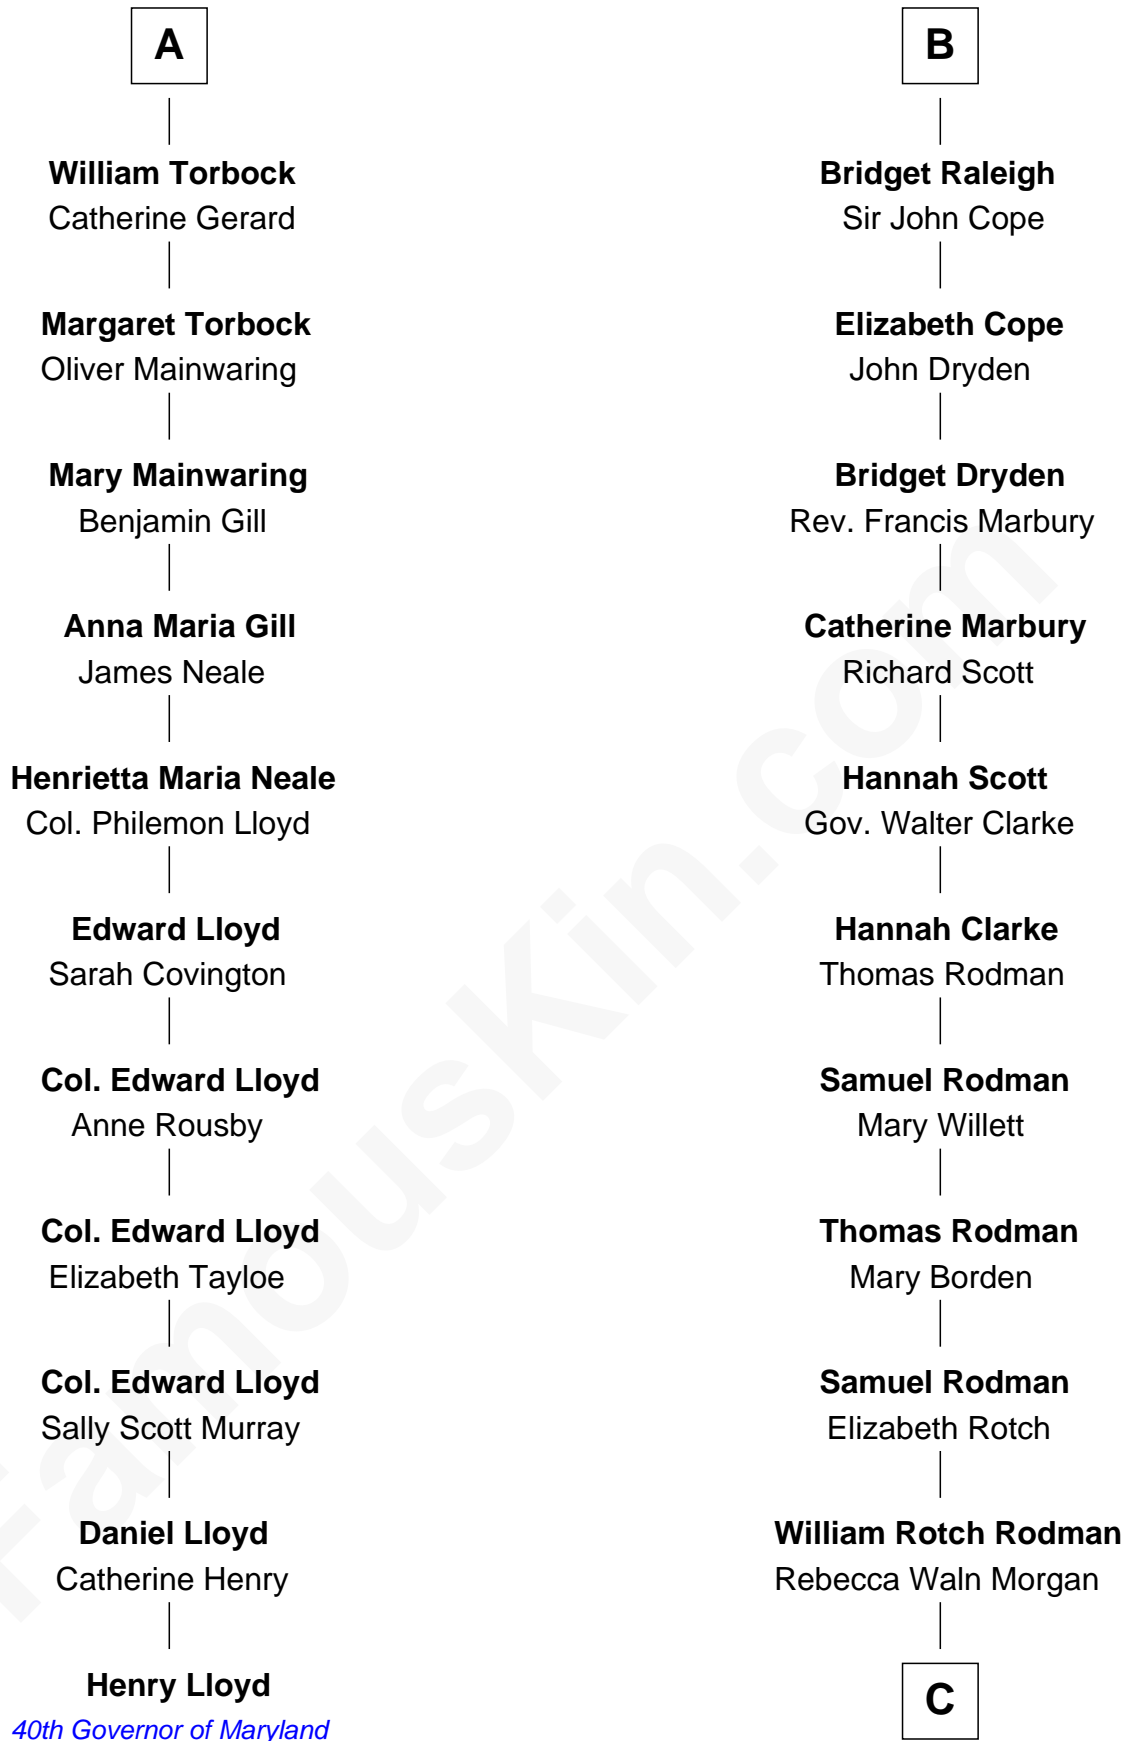 A
William Torbock
Catherine Gerard
Margaret Torbock
Oliver Mainwaring
Mary Mainwaring
Benjamin Gill
Anna Maria Gill
James Neale
Henrietta Maria Neale
Col. Philemon Lloyd
Edward Lloyd
Sarah Covington
Col. Edward Lloyd
Anne Rousby
Col. Edward Lloyd
Elizabeth Tayloe
Col. Edward Lloyd
Sally Scott Murray
Daniel Lloyd
Catherine Henry
Henry Lloyd
40th Governor of Maryland
B
Bridget Raleigh
Sir John Cope
Elizabeth Cope
John Dryden
Bridget Dryden
Rev. Francis Marbury
Catherine Marbury
Richard Scott
Hannah Scott
Gov. Walter Clarke
Hannah Clarke
Thomas Rodman
Samuel Rodman
Mary Willett
Thomas Rodman
Mary Borden
Samuel Rodman
Elizabeth Rotch
William Rotch Rodman
Rebecca Waln Morgan
C
FamousKin.com